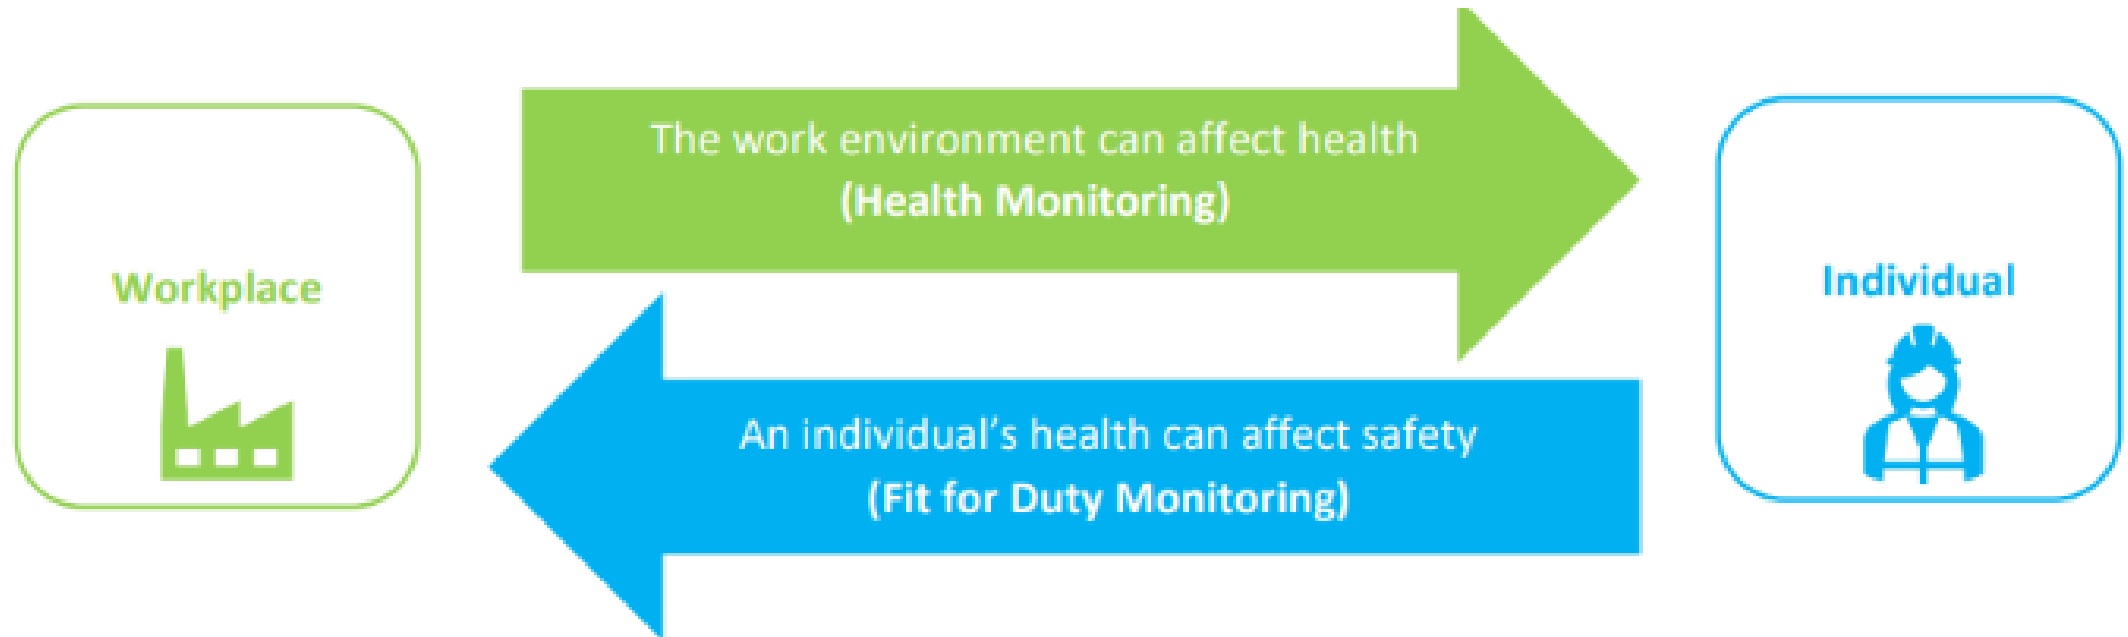 Workplace
The work environment can affect health
(Health Monitoring)
An individual’s health can affect safety
(Fit for Duty Monitoring)
Individual